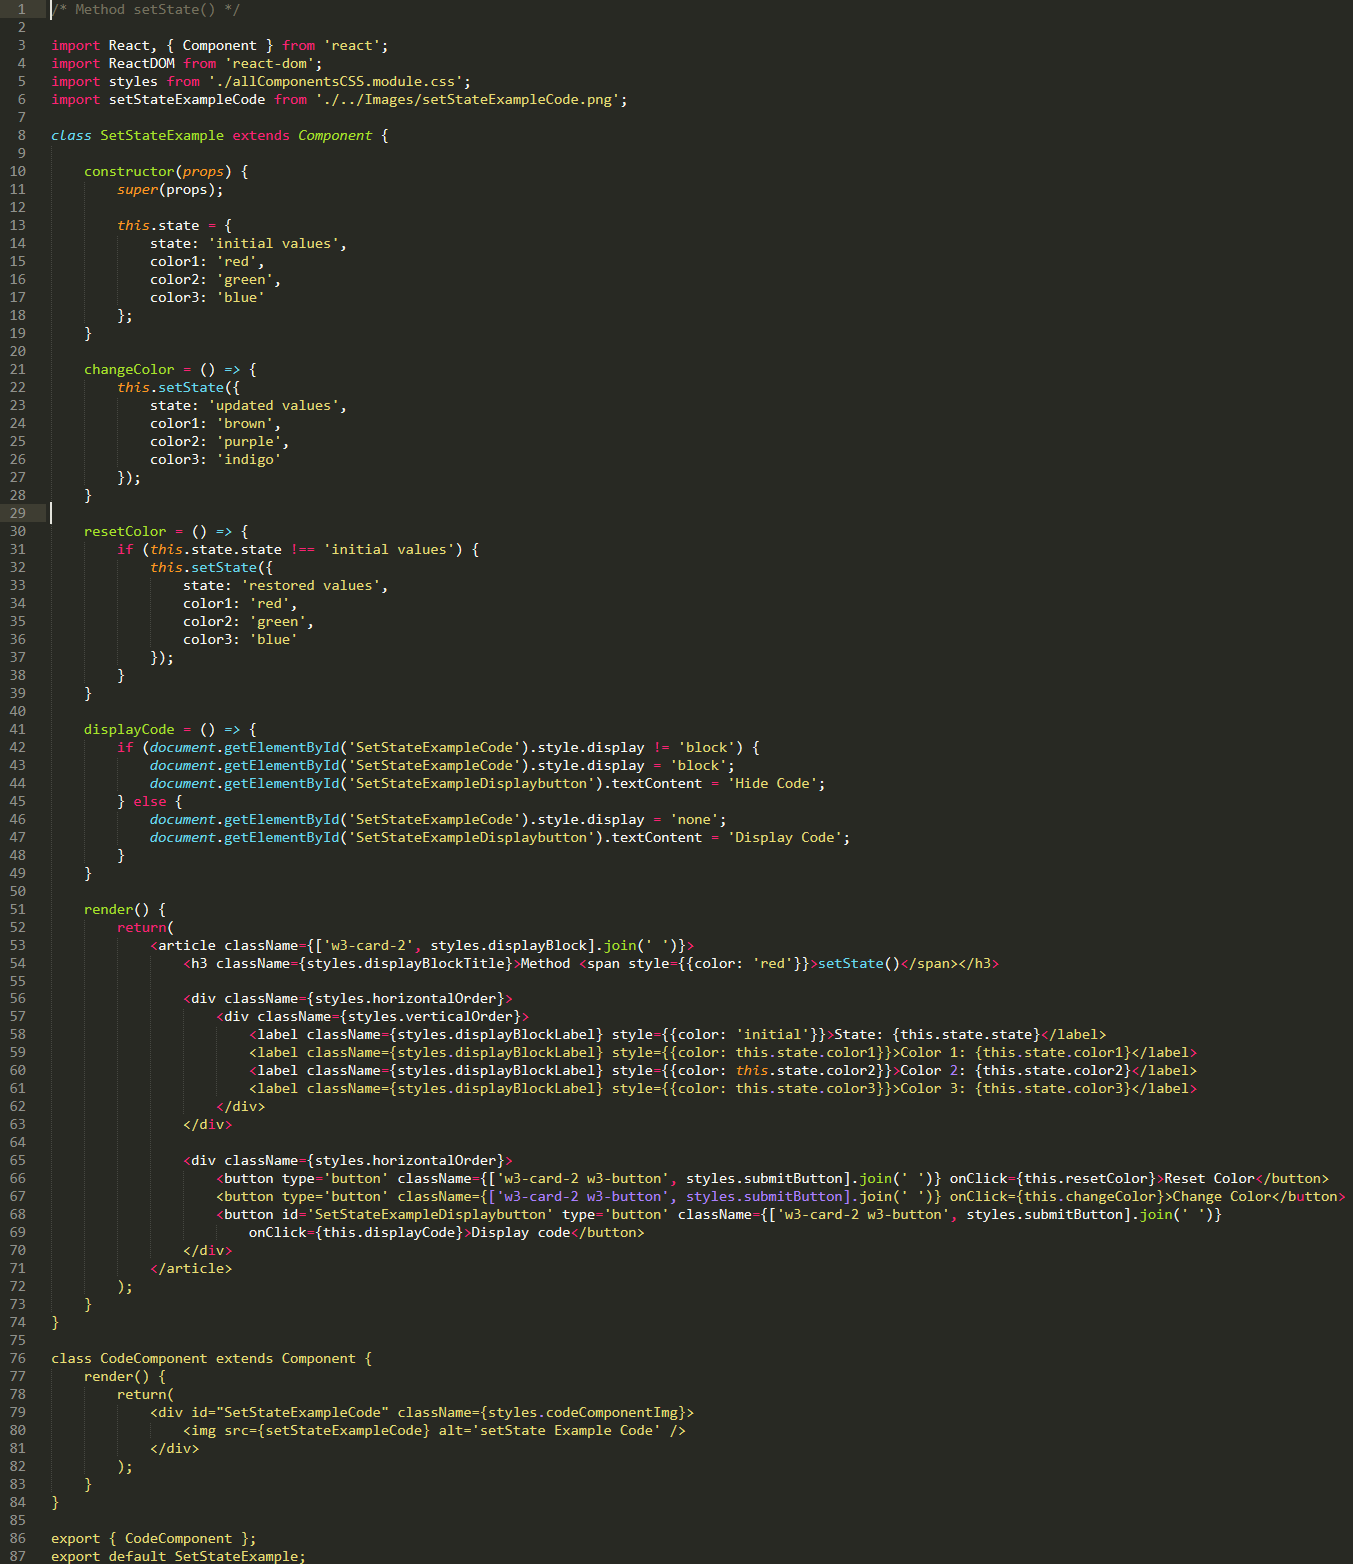 1 /* Method setState() */
2
3 import React, { Component } from 'react';
4 import ReactDOM from 'react-dom';
5 import styles from './allComponentsCSS.module.css';
6 import setStateExampleCode from './../Images/setStateExampleCode.png';
7
8 class SetStateExample extends Component {
9
10     constructor(props) {
11         super(props);
12
13         this.state = {
14             state: 'initial values',
15             color1: 'red',
16             color2: 'green',
17             color3: 'blue'
18         };
19     }
20
21     changeColor = () => {
22         this.setState({
23             state: 'updated values',
24             color1: 'brown',
25             color2: 'purple',
26             color3: 'indigo'
27         });
28     }
29
30     resetColor = () => {
31         if (this.state.state !== 'initial values') {
32             this.setState({
33                 state: 'restored values',
34                 color1: 'red',
35                 color2: 'green',
36                 color3: 'blue'
37             });
38         }
39     }
40
41     displayCode = () => {
42         if (document.getElementById('SetStateExampleCode').style.display != 'block') {
43             document.getElementById('SetStateExampleCode').style.display = 'block';
44             document.getElementById('SetStateExampleDisplaybutton').textContent = 'Hide Code';
45         } else {
46             document.getElementById('SetStateExampleCode').style.display = 'none';
47             document.getElementById('SetStateExampleDisplaybutton').textContent = 'Display Code';
48         }
49     }
50
51     render() {
52         return(
53             <article className={['w3-card-2', styles.displayBlock].join(' ')}>
54                 <h3 className={styles.displayBlockTitle}>Method <span style={{color: 'red'}}>setState()</span></h3>
55
56                 <div className={styles.horizontalOrder}>
57                     <div className={styles.verticalOrder}>
58                         <label className={styles.displayBlockLabel} style={{color: 'initial'}}>State: {this.state.state}</label>
59                         <label className={styles.displayBlockLabel} style={{color: this.state.color1}}>Color 1: {this.state.color1}</label>
60                         <label className={styles.displayBlockLabel} style={{color: this.state.color2}}>Color 2: {this.state.color2}</label>
61                         <label className={styles.displayBlockLabel} style={{color: this.state.color3}}>Color 3: {this.state.color3}</label>
62                     </div>
63                 </div>
64
65                 <div className={styles.horizontalOrder}>
66                     <button type='button' className={['w3-card-2 w3-button', styles.submitButton].join(' ')} onClick={this.resetColor}>Reset Color</button>
67                     <button type='button' className={['w3-card-2 w3-button', styles.submitButton].join(' ')} onClick={this.changeColor}>Change Color</button>
68                     <button id='SetStateExampleDisplaybutton' type='button' className={['w3-card-2 w3-button', styles.submitButton].join(' ')}
69                         onClick={this.displayCode}>Display code</button>
70                 </div>
71             </article>
72         );
73     }
74 }
75
76 class CodeComponent extends Component {
77     render() {
78         return(
79             <div id="SetStateExampleCode" className={styles.codeComponentImg}>
80                 <img src={setStateExampleCode} alt='setState Example Code' />
81             </div>
82         );
83     }
84 }
85
86 export { CodeComponent };
87 export default SetStateExample;